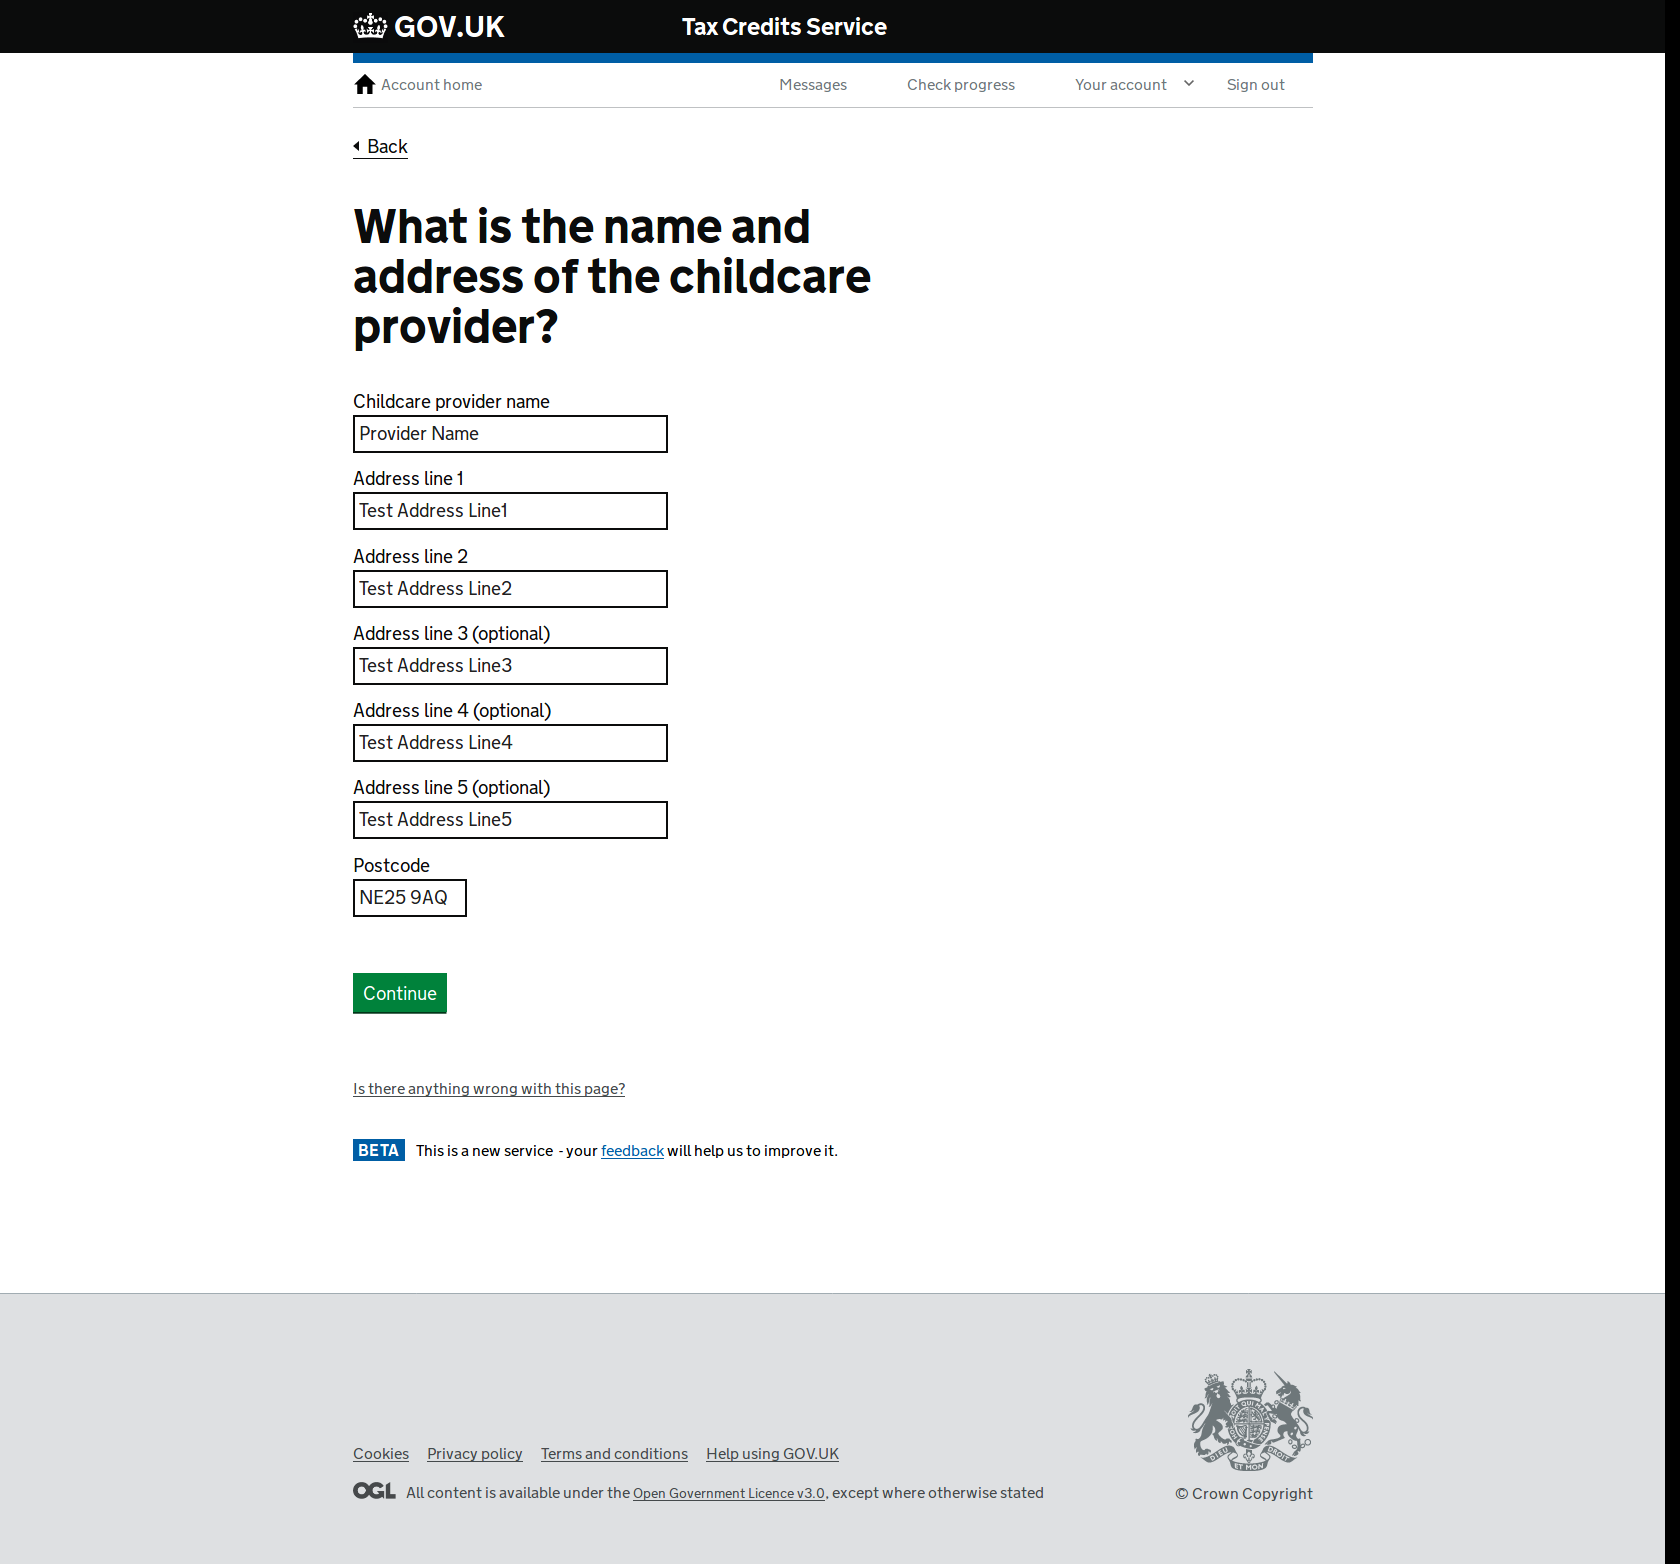 GOV.UK
Tax Credits Service
Account home
Messages
Check progress
Your account
Sign out
Back
What is the name and
address of the childcare
provider?
Childcare provider name
Provider Name
Address line 1
Test Address Line1
Address line 2
Test Address Line2
Address line 3 (optional)
Test Address Line3
Address line 4 (optional)
Test Address Line4
Address line 5 (optional)
Test Address Line5
Postcode
NE25 9AQ
Continue
Is there anything wrong with this page?
BETA This is a new service - your feedback will help us to improve it.
Cookies Privacy policy Terms and conditions Help using GOV.UK
OGL All content is available under the Open Government Licence v3.0, except where otherwise stated
DIEU ET MON DROIT
© Crown Copyright